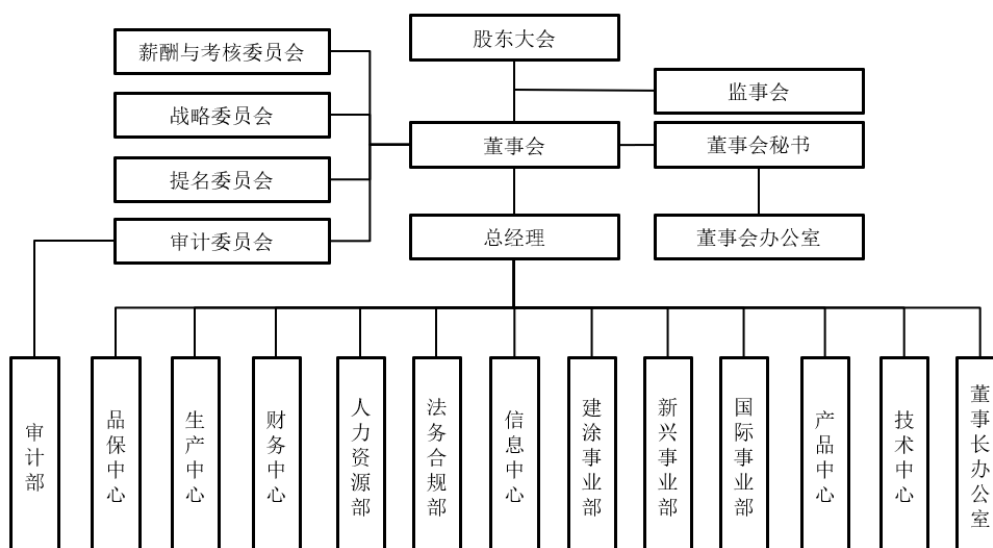 股东大会
薪酬与考核委员会
监事会
战略委员会
董事会
董事会秘书
提名委员会
审计委员会
总经理
董事会办公室
审计部
品保中心
生产中心
财务中心
人力资源部
法务合规部
信息中心
建涂事业部
新兴事业部
国际事业部
产品中心
技术中心
董事长办公室